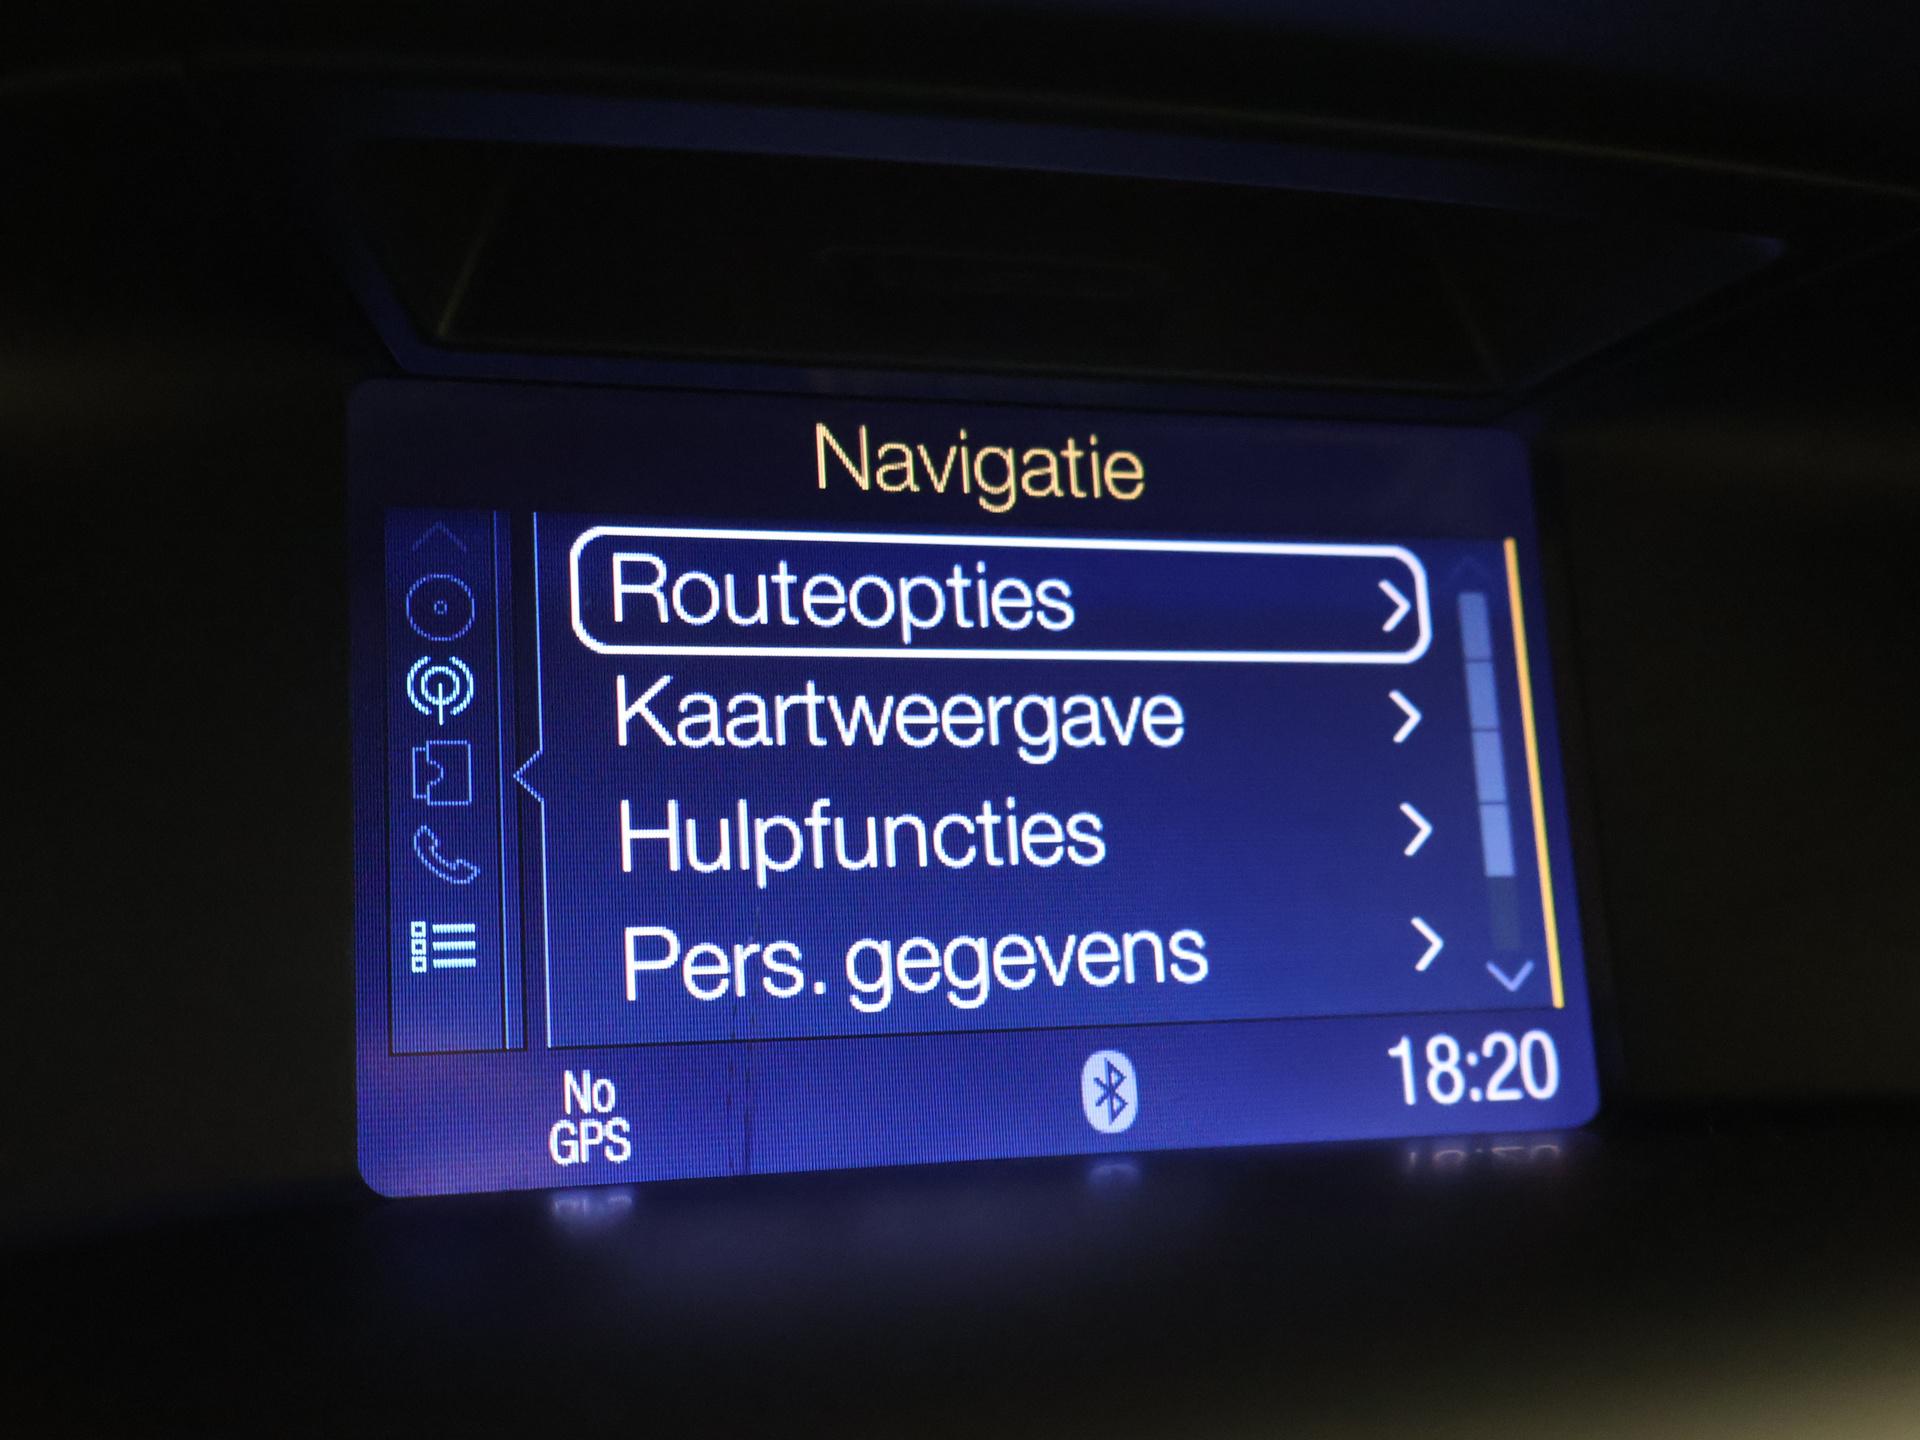 Navigatie
Routeopties
Kaartweergave
Hulpfuncties
Pers. gegevens
No
GPS
18:20